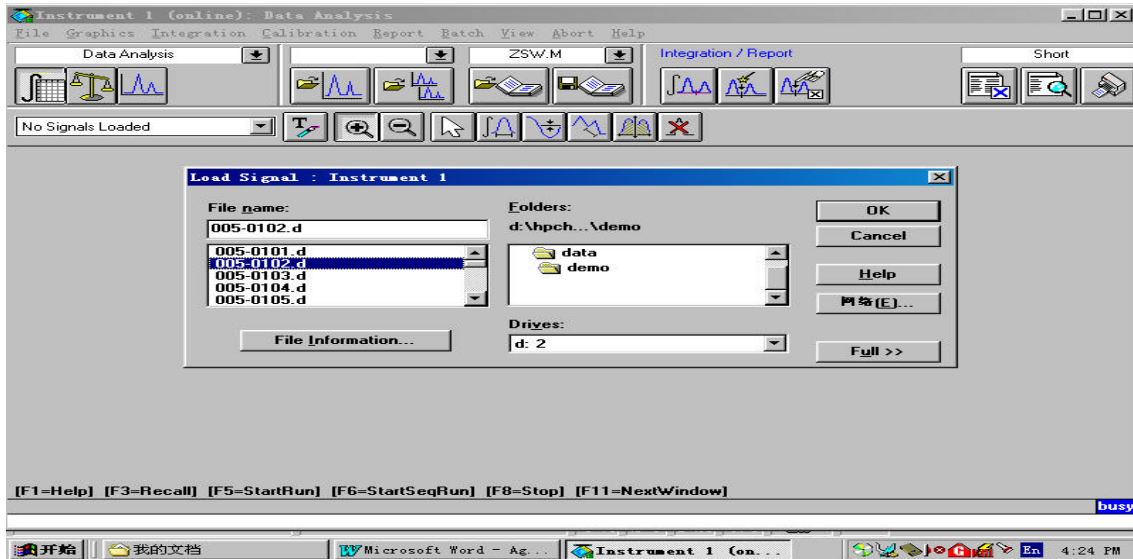 Instrument 1 (online): Data Analysis
File Graphics Integration Calibration Report Batch View Abort Help
Data Analysis ZSW.M Integration / Report Short
No Signals Loaded
Load Signal : Instrument 1
File name: Folders:
005-0102.d d:\hpch...\demo
OK
Cancel
005-0101.d
005-0102.d
005-0103.d
005-0104.d
005-0105.d
data
demo
Help
网络(E)...
Drives:
File Information... d: 2
Full >>
[F1=Help] [F3=Recall] [F5=StartRun] [F6=StartSeqRun] [F8=Stop] [F11=NextWindow]
busy
开始 我的文档 Microsoft Word - Ag... Instrument 1 (on... En 4:24 PM